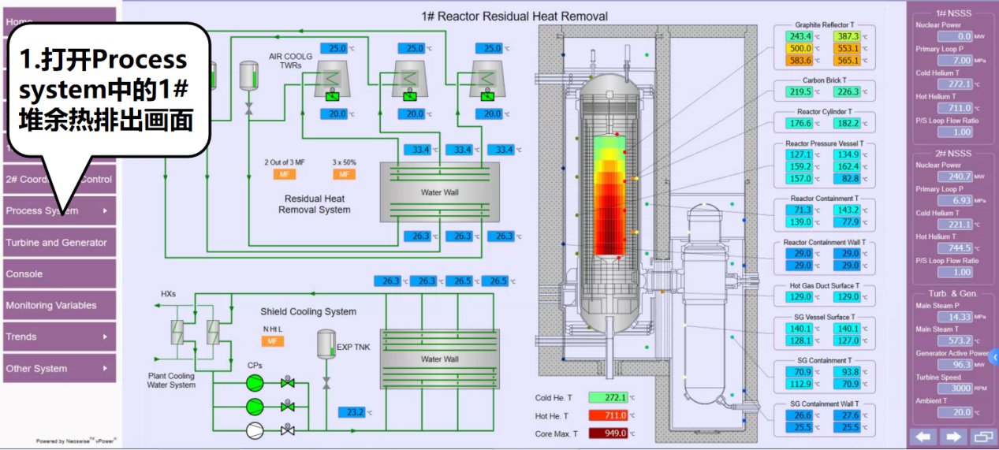 1# Reactor Residual Heat Removal
Home
1.打开Process
system中的1#
堆余热排出画面
2# Coord
Control
Process System
Turbine and Generator
Console
Monitoring Variables
Trends
Other System
Powered by Neoswise™ vPower®
AIR COOLG
TWRs
25.0 ℃
25.0 ℃
25.0 ℃
20.0 ℃
20.0 ℃
20.0 ℃
33.4 ℃ 33.4 ℃ 33.4 ℃
2 Out of 3 MF
MF
3 x 50%
MF
Residual Heat
Removal System
Water Wall
26.3 ℃ 26.3 ℃ 26.3 ℃
26.3 ℃ 26.3 ℃ 26.5 ℃ 26.5 ℃
HXs
Shield Cooling System
N Ht L
MF
EXP TNK
Water Wall
Plant Cooling
Water System
CPs
23.2 ℃
Cold He. T 272.1 ℃
Hot He. T 711.0 ℃
Core Max. T 949.0 ℃
Graphite Reflector T
243.4 ℃ 387.3 ℃
500.0 ℃ 553.1 ℃
583.6 ℃ 565.1 ℃
Carbon Brick T
219.5 ℃ 226.3 ℃
Reactor Cylinder T
176.6 ℃ 182.2 ℃
Reactor Pressure Vessel T
127.1 ℃ 134.9 ℃
159.2 ℃ 162.4 ℃
157.0 ℃ 82.8 ℃
Reactor Containment T
71.3 ℃ 143.2 ℃
139.0 ℃ 77.9 ℃
Reactor Containment Wall T
29.0 ℃ 29.0 ℃
29.0 ℃ 29.0 ℃
Hot Gas Duct Surface T
129.0 ℃ 129.0 ℃
SG Vessel Surface T
140.1 ℃ 140.1 ℃
128.1 ℃ 127.0 ℃
SG Containment T
70.9 ℃ 93.8 ℃
112.9 ℃ 70.9 ℃
SG Containment Wall T
26.6 ℃ 27.6 ℃
25.5 ℃ 25.5 ℃
1# NSSS
Nuclear Power
0.0 MW
Primary Loop P
7.00 MPa
Cold Helium T
272.1 ℃
Hot Helium T
711.0 ℃
P/S Loop Flow Ratio
1.00
2# NSSS
Nuclear Power
240.7 MW
Primary Loop P
6.93 MPa
Cold Helium T
221.1 ℃
Hot Helium T
744.5 ℃
P/S Loop Flow Ratio
1.00
Turb. & Gen.
Main Steam P
14.33 MPa
Main Steam T
573.2 ℃
Generator Active Power
96.3 MW
Turbine Speed
3000 RPM
Ambient T
20.0 ℃